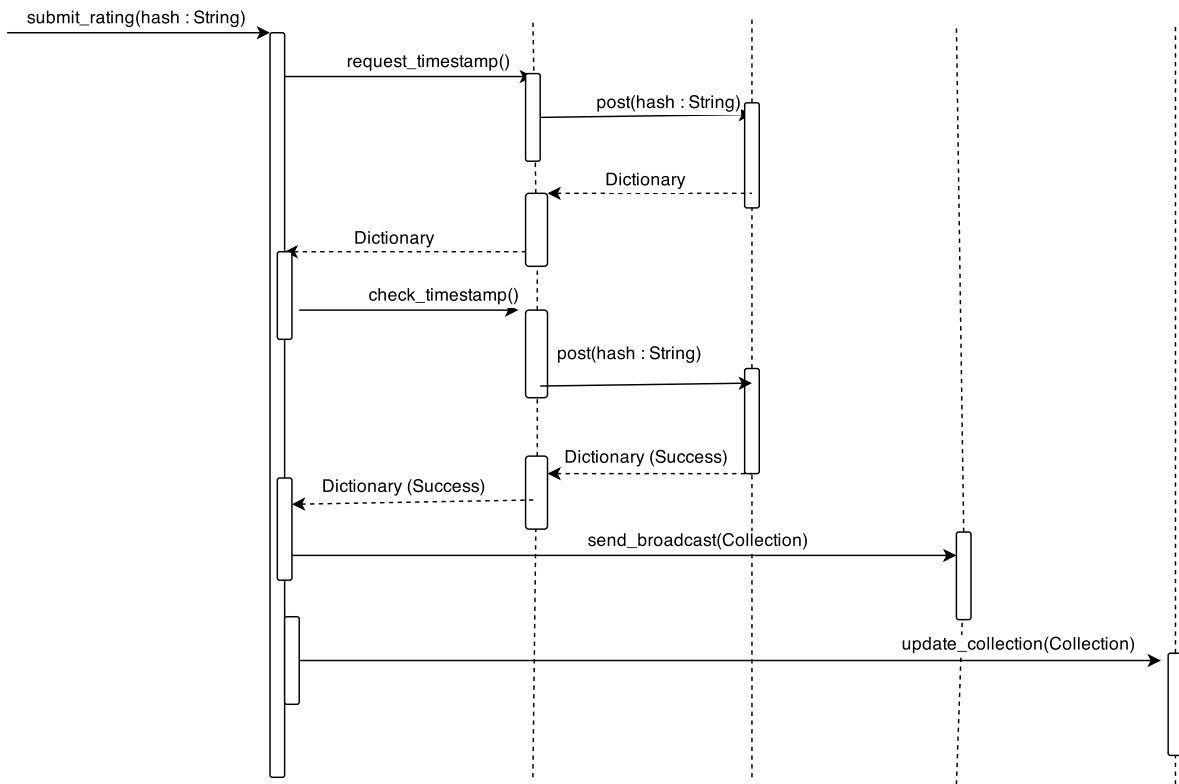 submit_rating(hash : String)
request_timestamp()
post(hash : String)
Dictionary
Dictionary
check_timestamp()
post(hash : String)
Dictionary (Success)
Dictionary (Success)
send_broadcast(Collection)
update_collection(Collection)